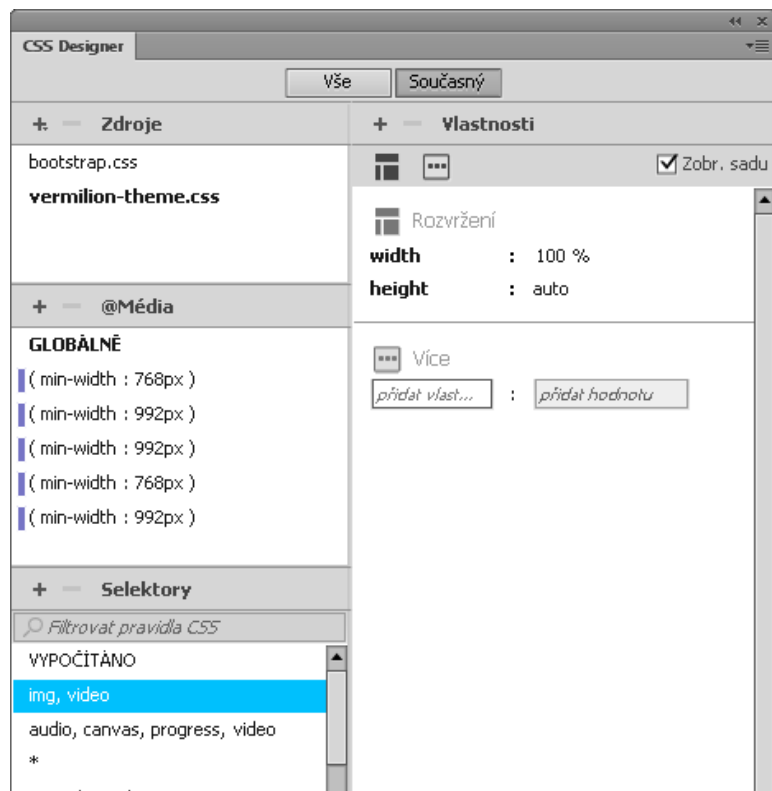 CSS Designer
Vše
Současný
Zdroje
bootstrap.css
vermilion-theme.css
@Média
GLOBÁLNĚ
( min-width : 768px )
( min-width : 992px )
( min-width : 992px )
( min-width : 768px )
( min-width : 992px )
Selektory
Filtrovat pravidla CSS
VYPOČÍTÁNO
img, video
audio, canvas, progress, video
*
Vlastnosti
Zobr. sadu
Rozvržení
width : 100 %
height : auto
Více
přidat vlast... : přidat hodnotu